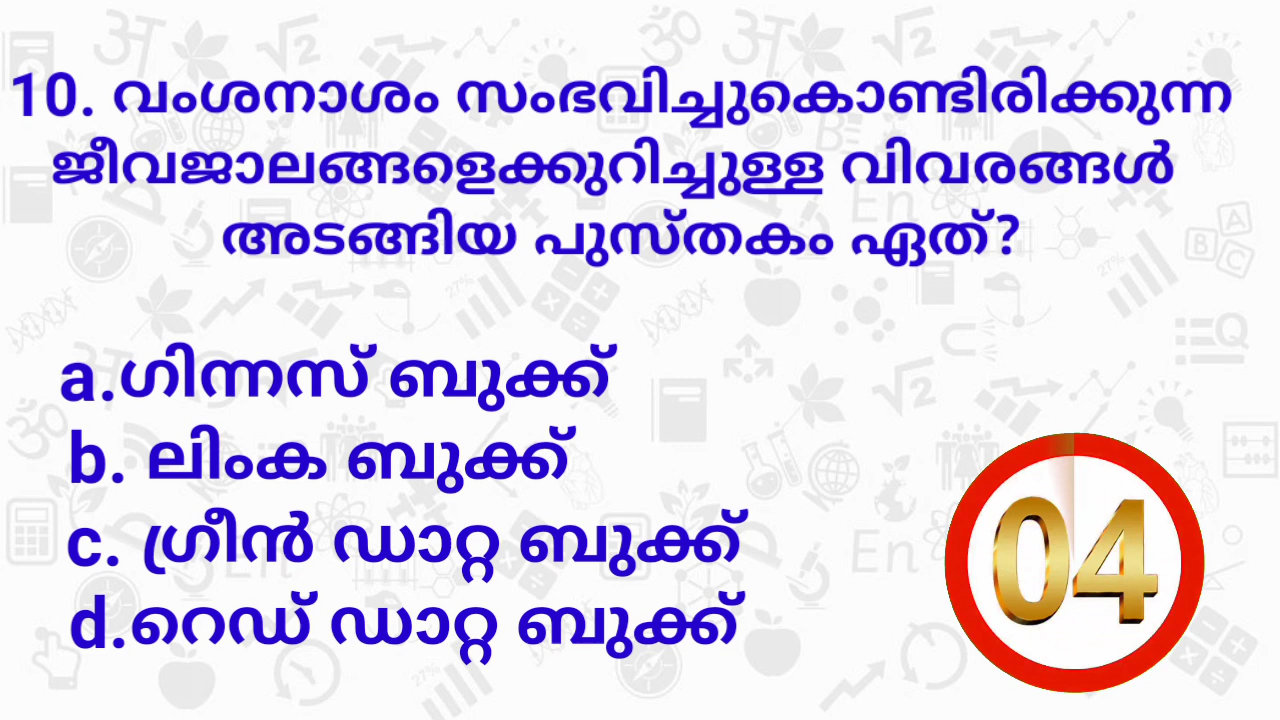 10. വംശനാശം സംഭവിച്ചുകൊണ്ടിരിക്കുന്ന
ജീവജാലങ്ങളെക്കുറിച്ചുള്ള വിവരങ്ങൾ
അടങ്ങിയ പുസ്തകം ഏത്?
a.ഗിന്നസ് ബുക്ക്
b. ലിംക ബുക്ക്
c. ഗ്രീൻ ഡാറ്റ ബുക്ക്
d.റെഡ് ഡാറ്റ ബുക്ക്
04